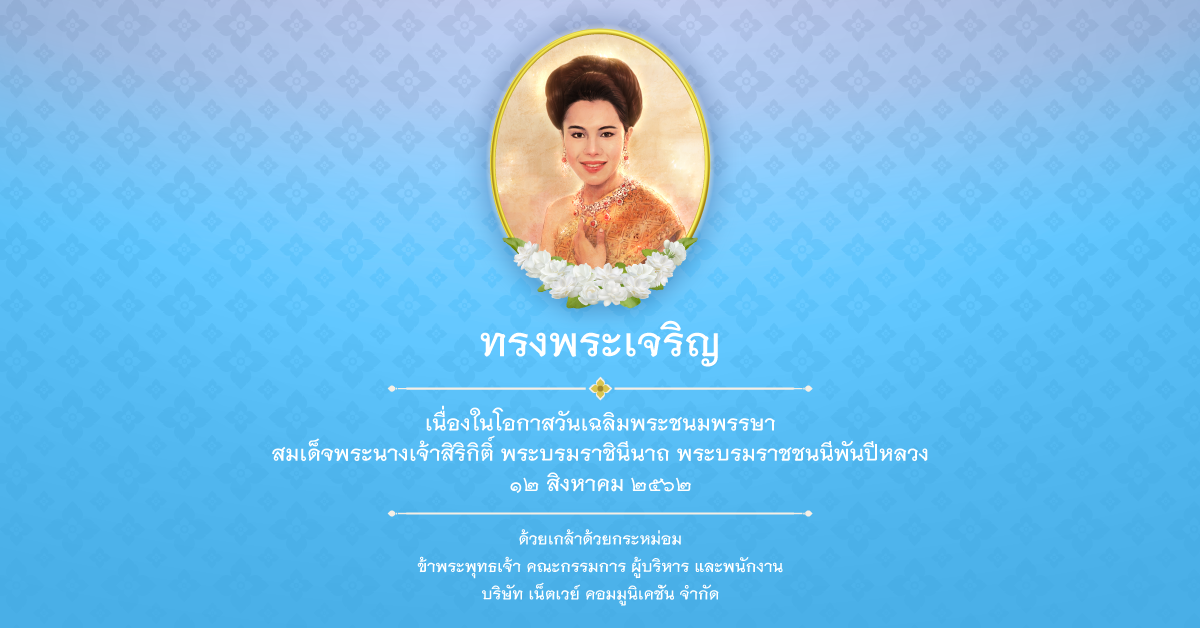 ทรงพระเจริญ
เนื่องในโอกาสวันเฉลิมพระชนมพรรษา
สมเด็จพระนางเจ้าสิริกิติ์ พระบรมราชินีนาถ พระบรมราชชนนีพันปีหลวง
๑๒ สิงหาคม ๒๕๖๒
ด้วยเกล้าด้วยกระหม่อม
ข้าพระพุทธเจ้า คณะกรรมการ ผู้บริหาร และพนักงาน
บริษัท เน็ตเวย์ คอมมูนิเคชัน จำกัด